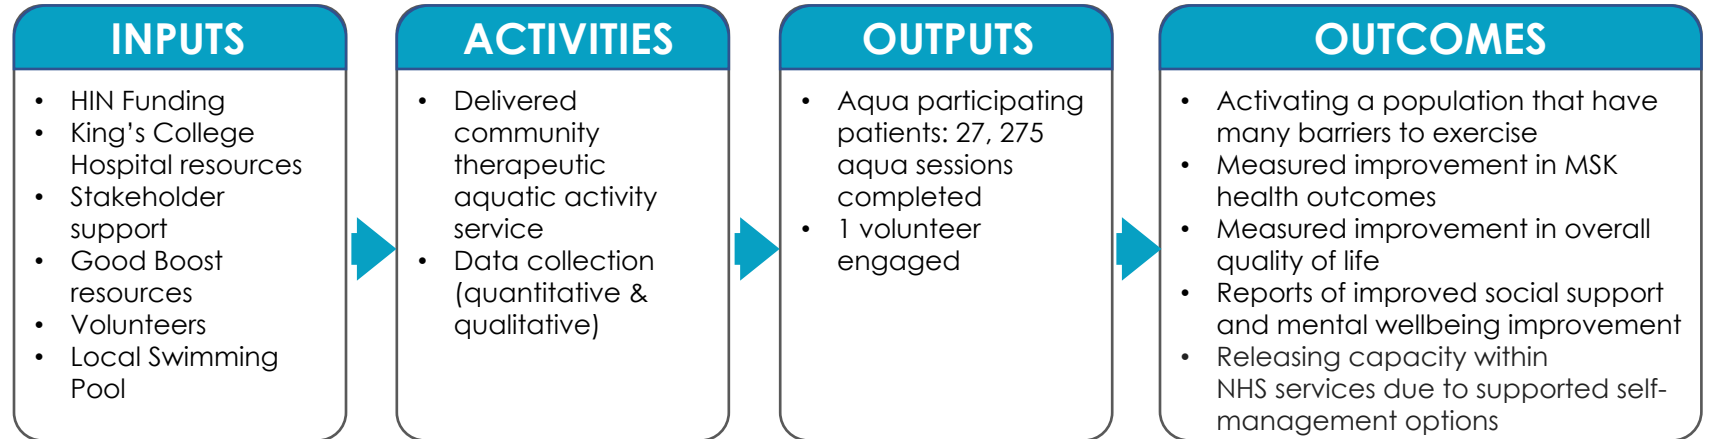 INPUTS
• HIN Funding
• King's College
Hospital resources
• Stakeholder
support
• Good Boost
resources
• Volunteers
• Local Swimming
Pool
ACTIVITIES
• Delivered
community
therapeutic
aquatic activity
service
• Data collection
(quantitative &
qualitative)
OUTPUTS
• Aqua participating
patients: 27, 275
aqua sessions
completed
• 1 volunteer
engaged
OUTCOMES
• Activating a population that have
many barriers to exercise
• Measured improvement in MSK
health outcomes
• Measured improvement in overall
quality of life
• Reports of improved social support
and mental wellbeing improvement
• Releasing capacity within
NHS services due to supported self-
management options